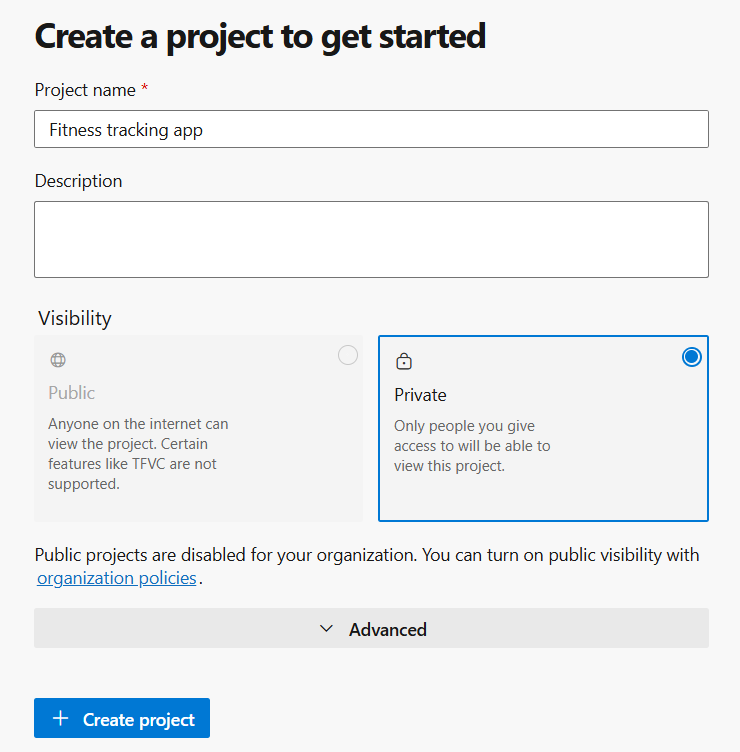 Create a project to get started
Project name *
Fitness tracking app
Description
Visibility
Public
Anyone on the internet can
view the project. Certain
features like TFVC are not
supported.
Private
Only people you give
access to will be able to
view this project.
Public projects are disabled for your organization. You can turn on public visibility with
organization policies.
Advanced
+ Create project